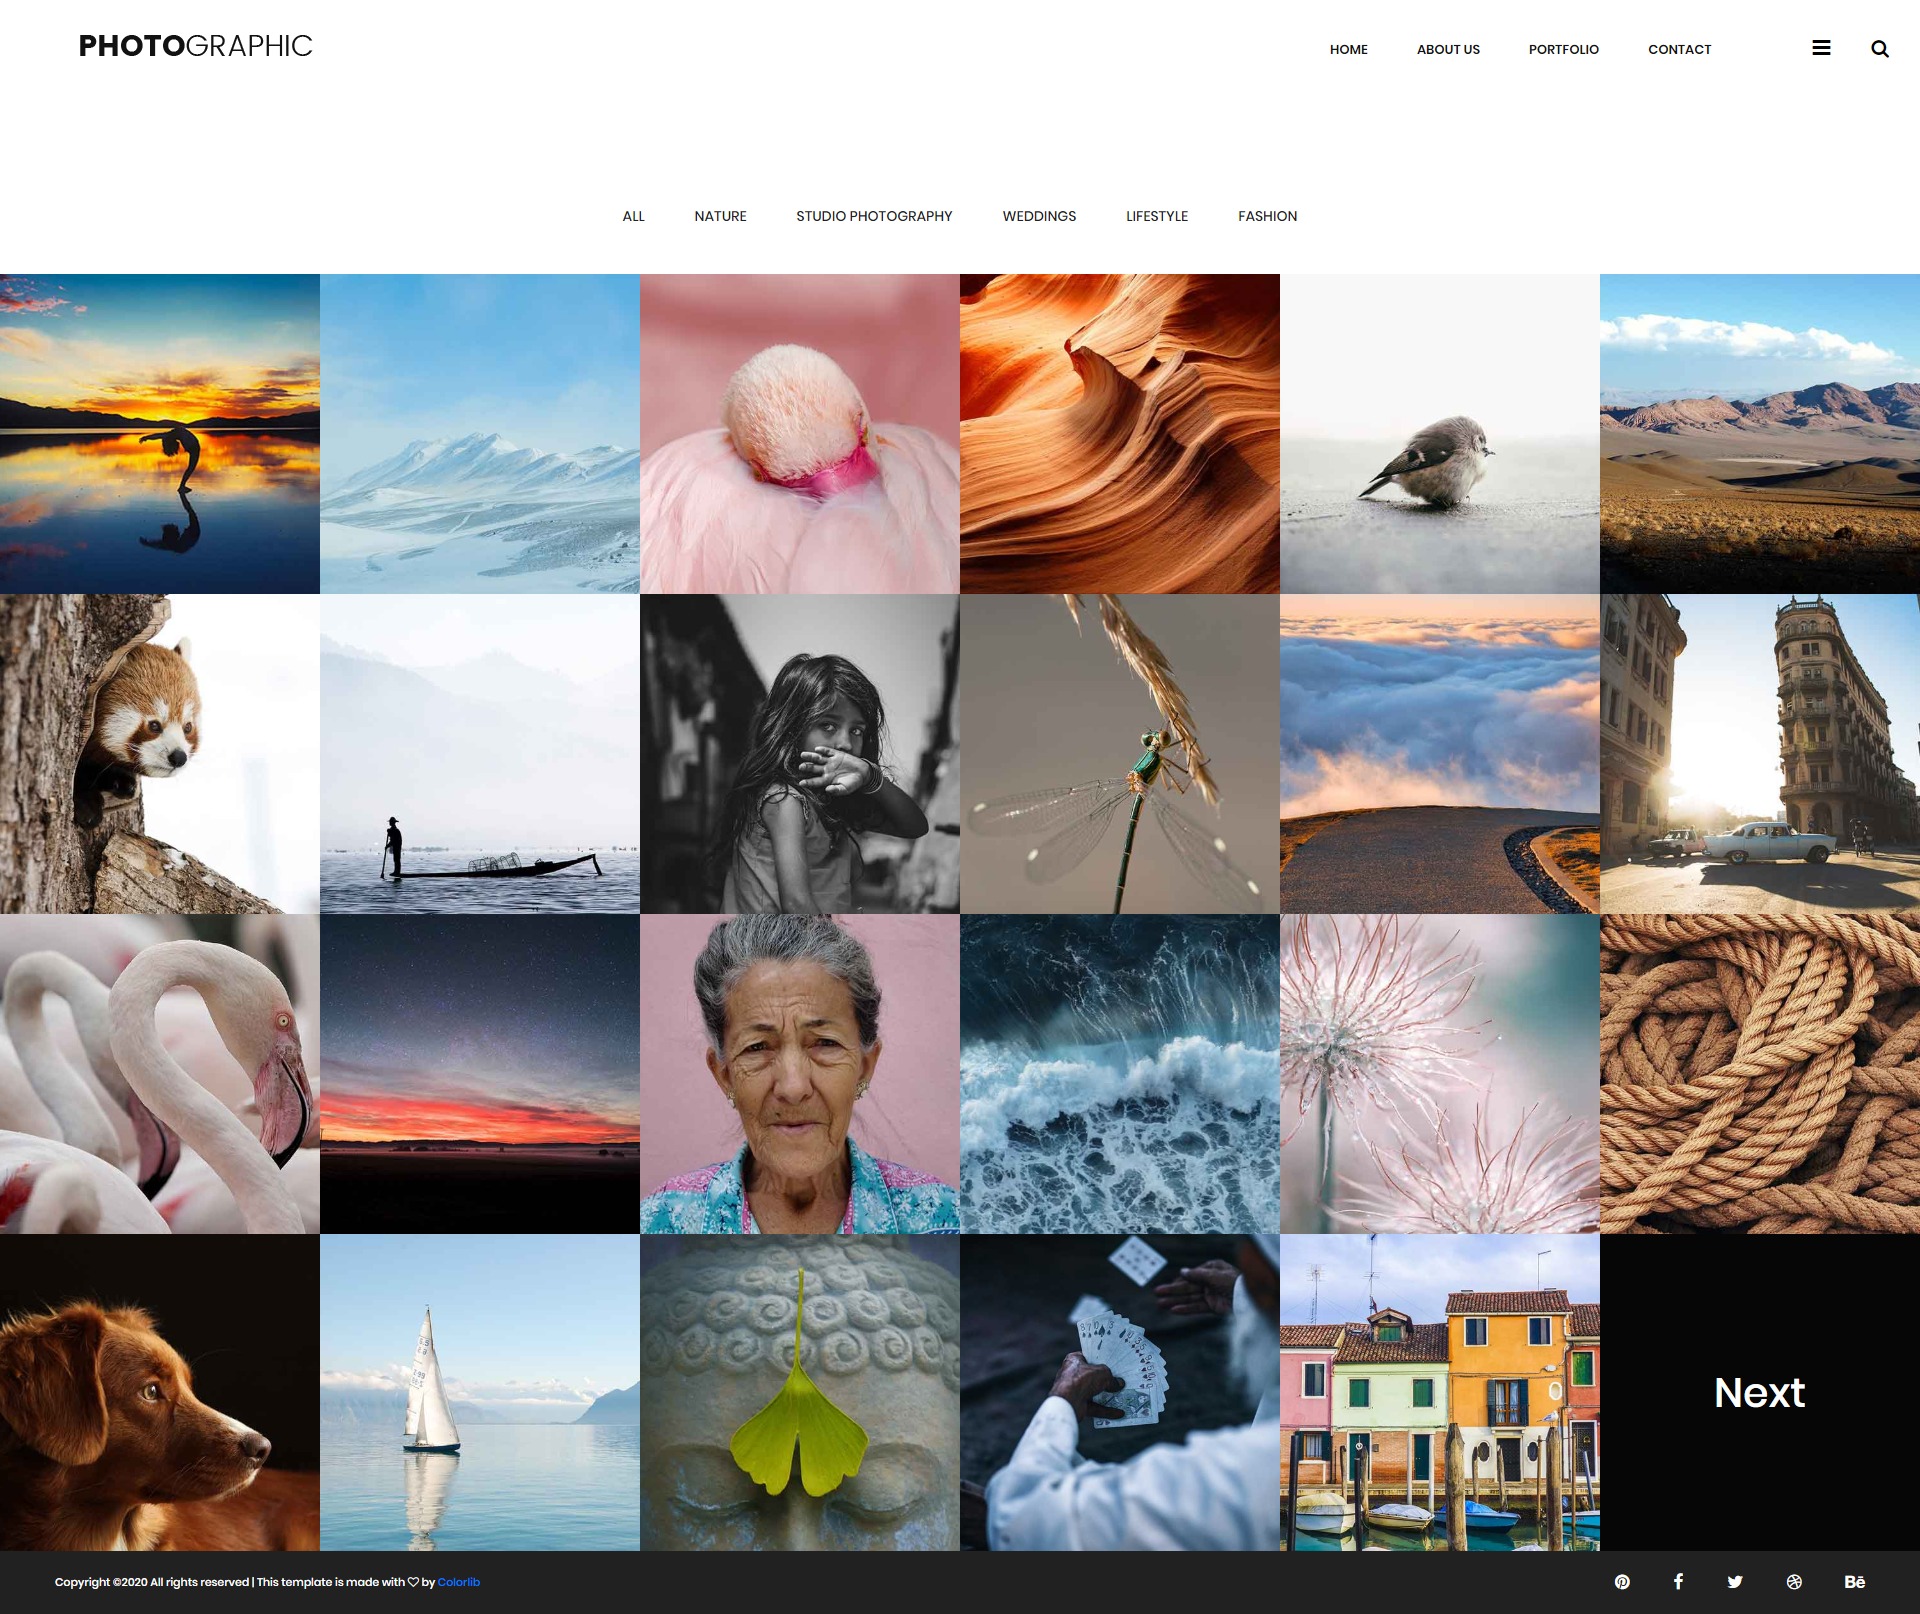 PHOTOGRAPHIC
HOME ABOUT US PORTFOLIO CONTACT
ALL NATURE STUDIO PHOTOGRAPHY WEDDINGS LIFESTYLE FASHION
Next
Copyright ©2020 All rights reserved | This template is made with ♡ by Colorlib
Bē